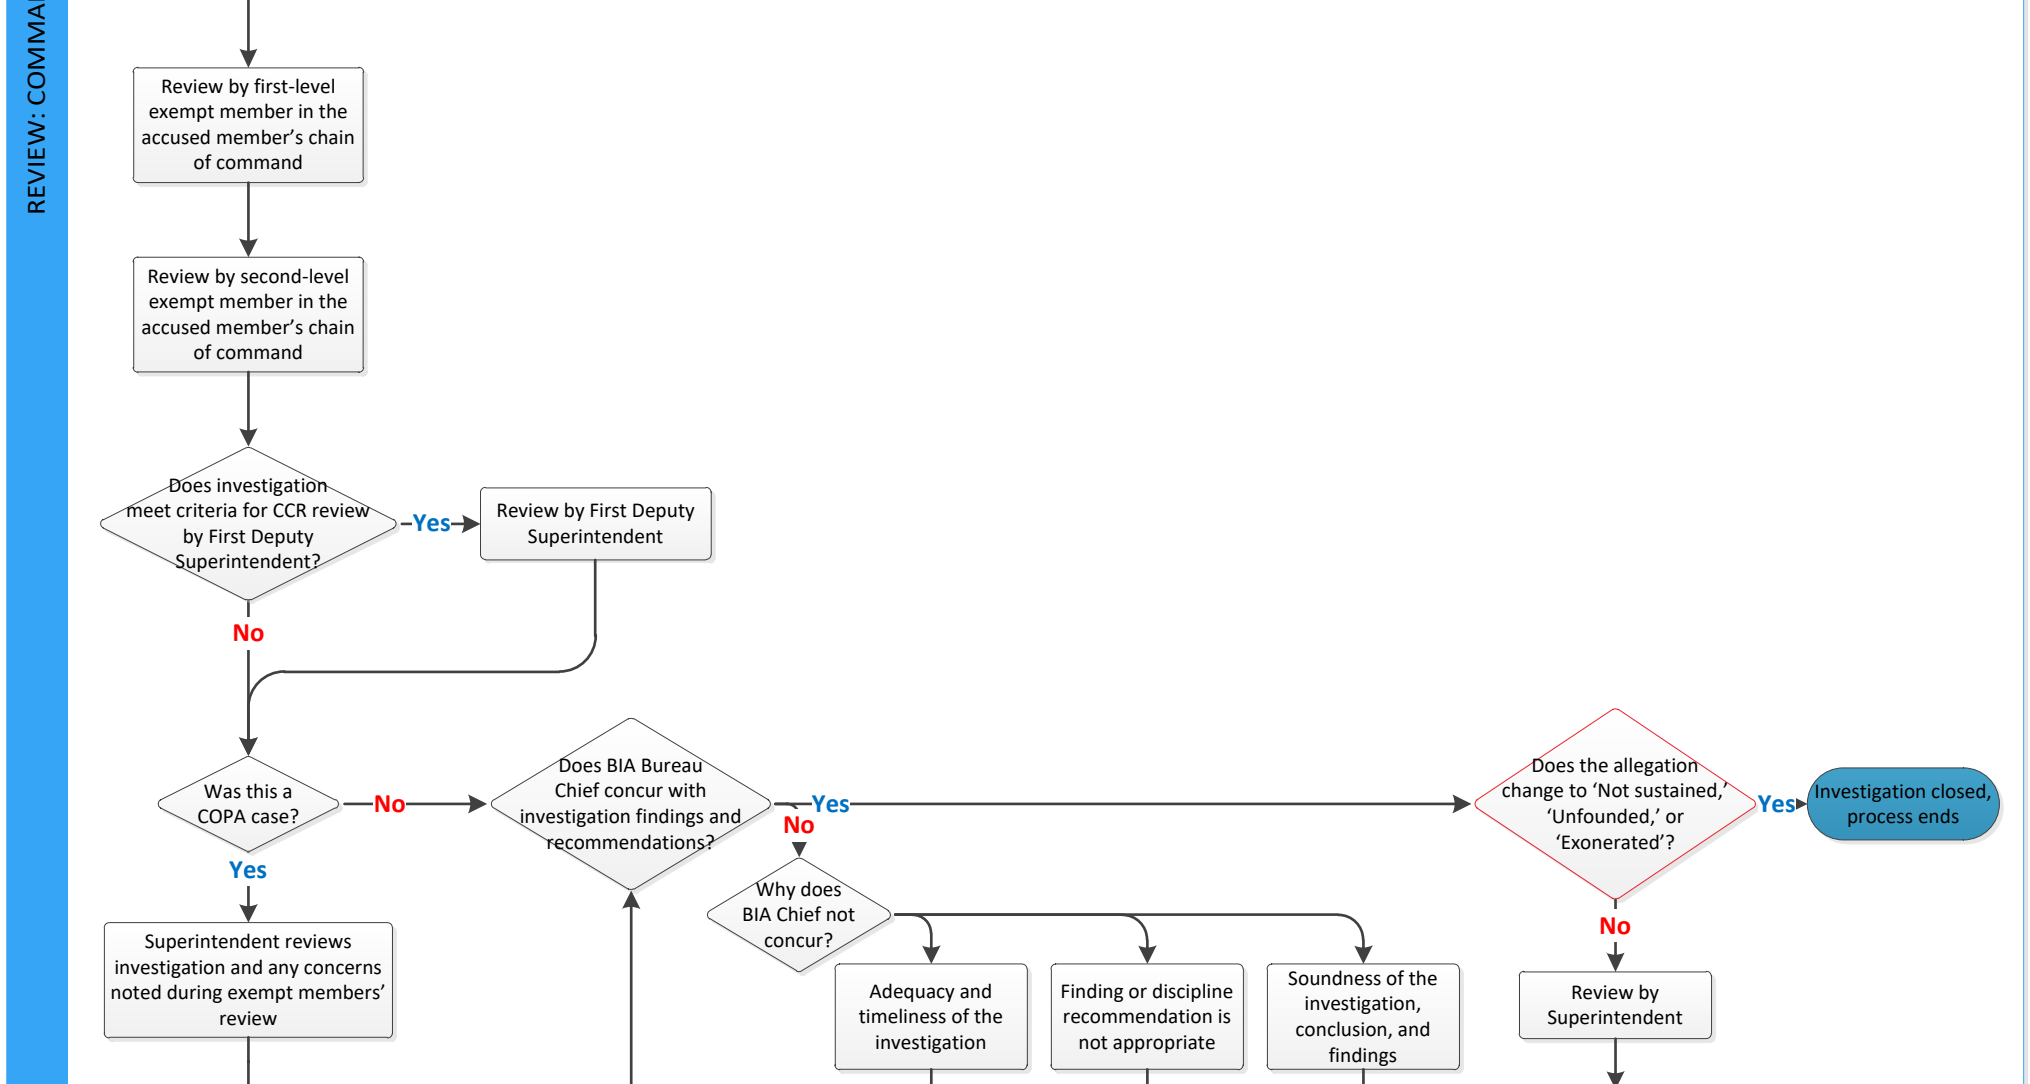 REVIEW: COMMA
Review by first-level
exempt member in the
accused member’s chain
of command
Review by second-level
exempt member in the
accused member’s chain
of command
Does investigation
meet criteria for CCR review
by First Deputy
Superintendent?
Yes
Review by First Deputy
Superintendent
No
Was this a
COPA case?
No
Does BIA Bureau
Chief concur with
investigation findings and
recommendations?
Yes
No
Does the allegation
change to ‘Not sustained,’
‘Unfounded,’ or
‘Exonerated’?
Yes
Investigation closed,
process ends
Yes
Why does
BIA Chief not
concur?
No
Superintendent reviews
investigation and any concerns
noted during exempt members’
review
Adequacy and
timeliness of the
investigation
Finding or discipline
recommendation is
not appropriate
Soundness of the
investigation,
conclusion, and
findings
Review by
Superintendent